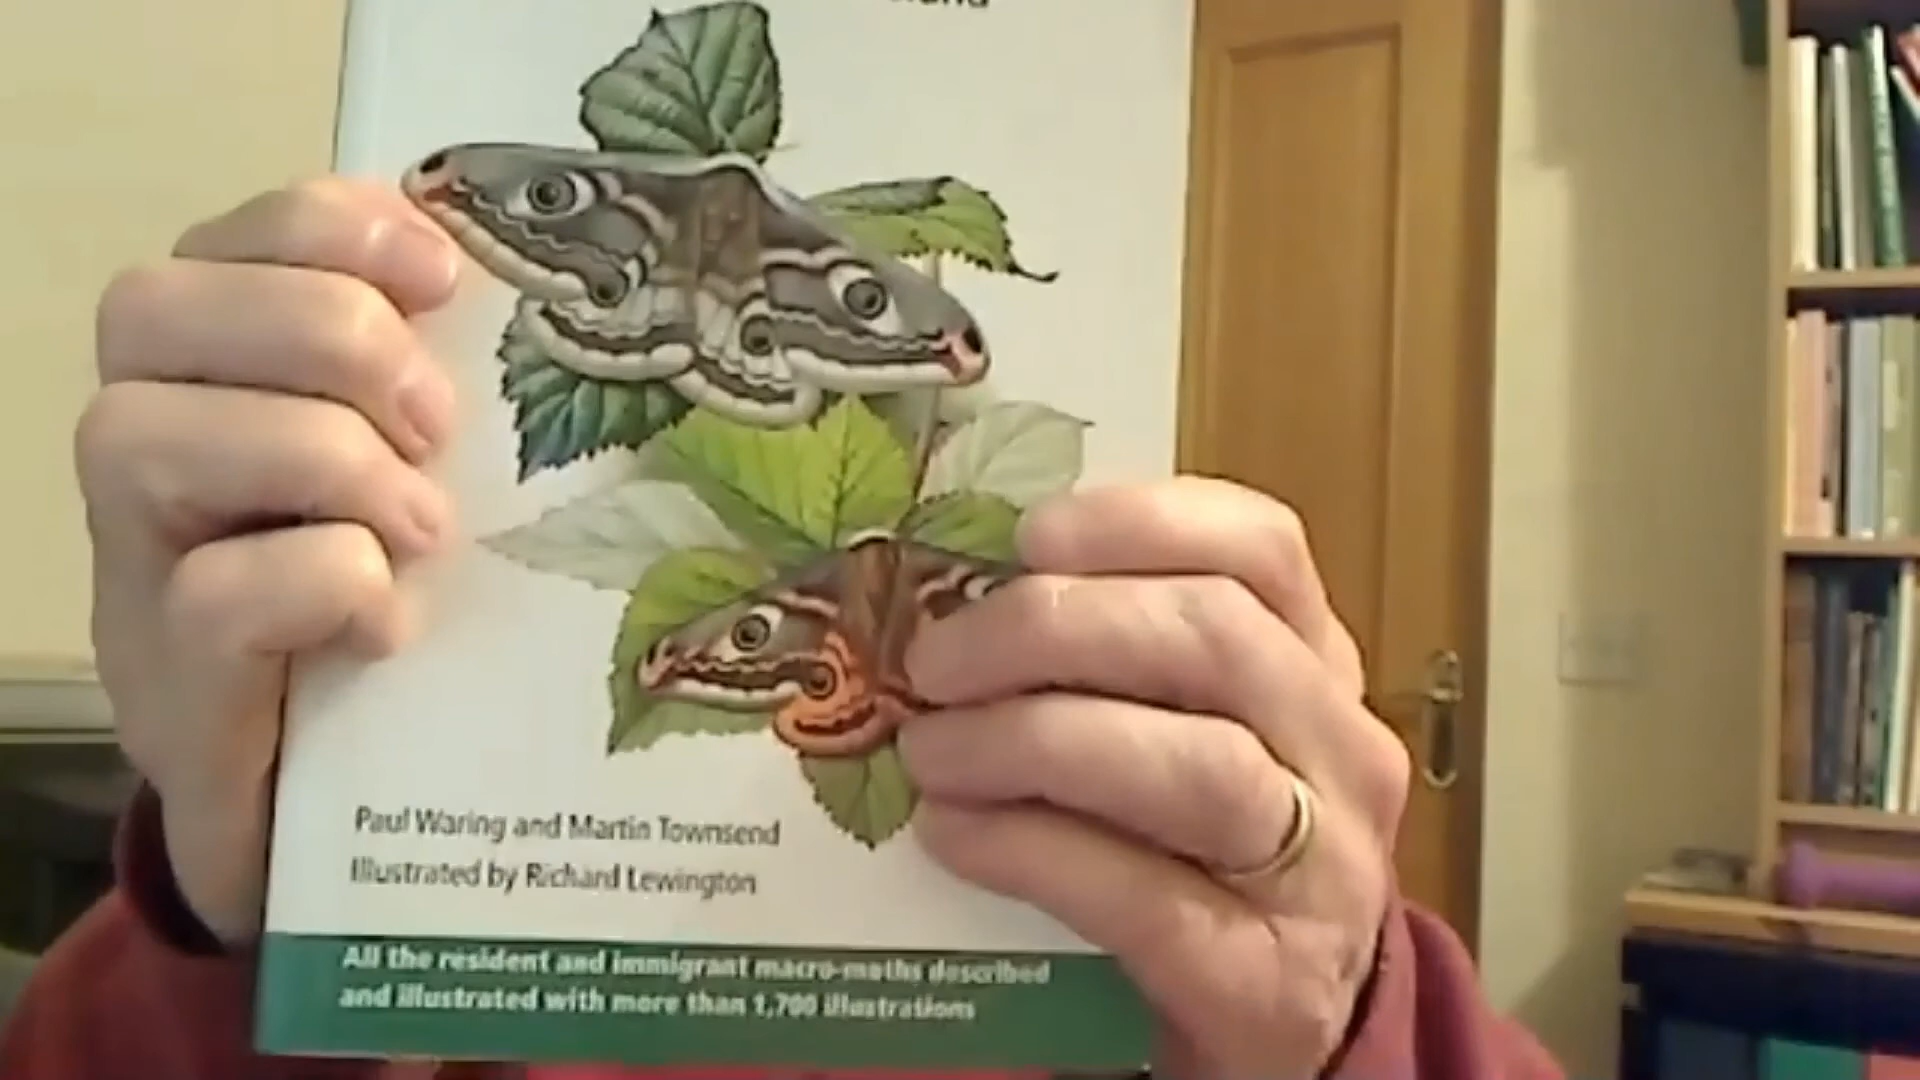 Paul Waring and Martin Townsend
Illustrated by Richard Lewington
All the resident and immigrant macro-moths described
and illustrated with more than 1,700 illustrations